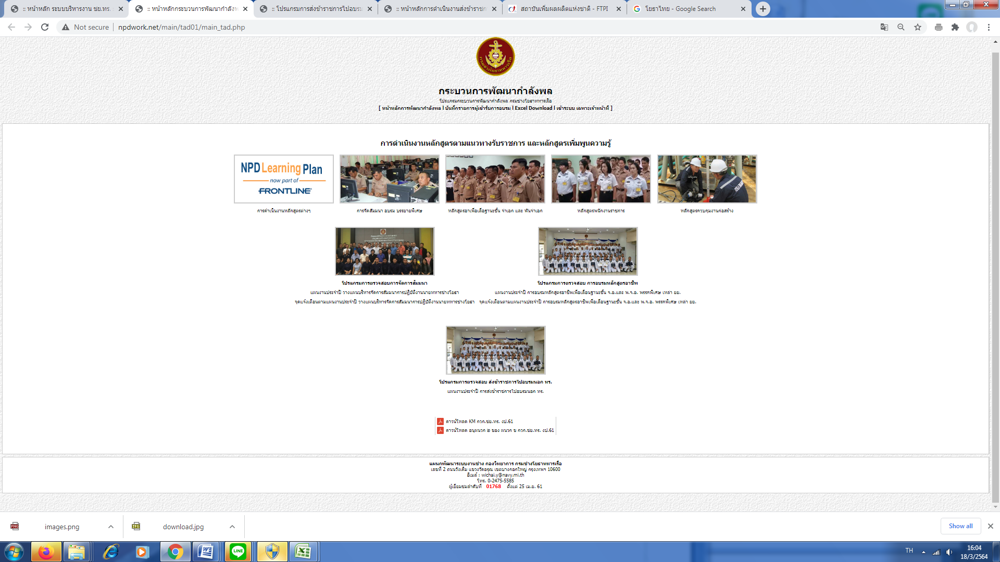 :: หน้าหลัก ระบบบริหารงาน ชย.ทร. :
:: หน้าหลักกระบวนการพัฒนากำลังพ
:: โปรแกรมการส่งข้าราชการไปอบร
:: หน้าหลักการดำเนินงานส่งข้าราชก
สถาบันเพิ่มผลผลิตแห่งชาติ - FTPI
โยธาไทย - Google Search
Not secure
npdwork.net/main/tad01/main_tad.php
กรมช่างโยธาทหารเรือ
กระบวนการพัฒนากำลังพล
โปรแกรมกระบวนการพัฒนากำลังพล กรมช่างโยธาทหารเรือ
[ หน้าหลักการพัฒนากำลังพล l บันทึกรายการผู้เข้ารับการอบรม l Excel Download l เข้าระบบ เฉพาะเจ้าหน้าที่ ]
การดำเนินงานหลักสูตรตามแนวทางรับราชการ และหลักสูตรเพิ่มพูนความรู้
NPD Learning Plan
now part of
FRONTLINE®
การดำเนินงานหลักสูตรต่างๆ
การจัดสัมมนา อบรม บรรยายพิเศษ
หลักสูตรอาเพื่อเลื่อฐานะชั้น จ่าเอก และ พันจ่าเอก
หลักสูตรพนักงานราชการ
หลักสูตรควบคุมงานก่อสร้าง
โปรแกรมการตรวจสอบการจัดการสัมมนา
แผนงานประจำปี วางแผนบริหารจัดการสัมมนาการปฏิบัติงานนายทหารช่างโยธา
จุดแจ้งเตือนตามแผนงานประจำปี วางแผนบริหารจัดการสัมมนาการปฏิบัติงานนายทหารช่างโยธา
โปรแกรมการตรวจสอบ การอบรมหลักสูตรอาชีพ
แผนงานประจำปี การอบรมหลักสูตรอาชีพเพื่อเลื่อนฐานะชั้น จ.อ.และ พ.จ.อ. พรรคพิเศษ เหล่า ยย.
จุดแจ้งเตือนตามแผนงานประจำปี การอบรมหลักสูตรอาชีพเพื่อเลื่อนฐานะชั้น จ.อ.และ พ.จ.อ. พรรคพิเศษ เหล่า ยย.
โปรแกรมการตรวจสอบ ส่งข้าราชการไปอบรมนอก ทร.
แผนงานประจำปี การส่งข้าราชการไปอบรมนอก ทร.
ดาวน์โหลด KM กวก.ชย.ทร. งป.61
ดาวน์โหลด อนุผนวก ๒ ของ ผนวก ข กวก.ชย.ทร. งป.61
แผนกพัฒนาระบบงานช่าง กองวิทยาการ กรมช่างโยธาทหารเรือ
เลขที่ 2 ถนนวังเดิม แขวงวัดอรุณ เขตบางกอกใหญ่ กรุงเทพฯ 10600
อีเมล์ : wichai.y@navy.mi.th
โทร. 0-2475-5585
ผู้เยี่ยมชมลำดับที่ 01768 ตั้งแต่ 25 เม.ย. 61
images.png
download.jpg
Show all
TH
16:04
18/3/2564